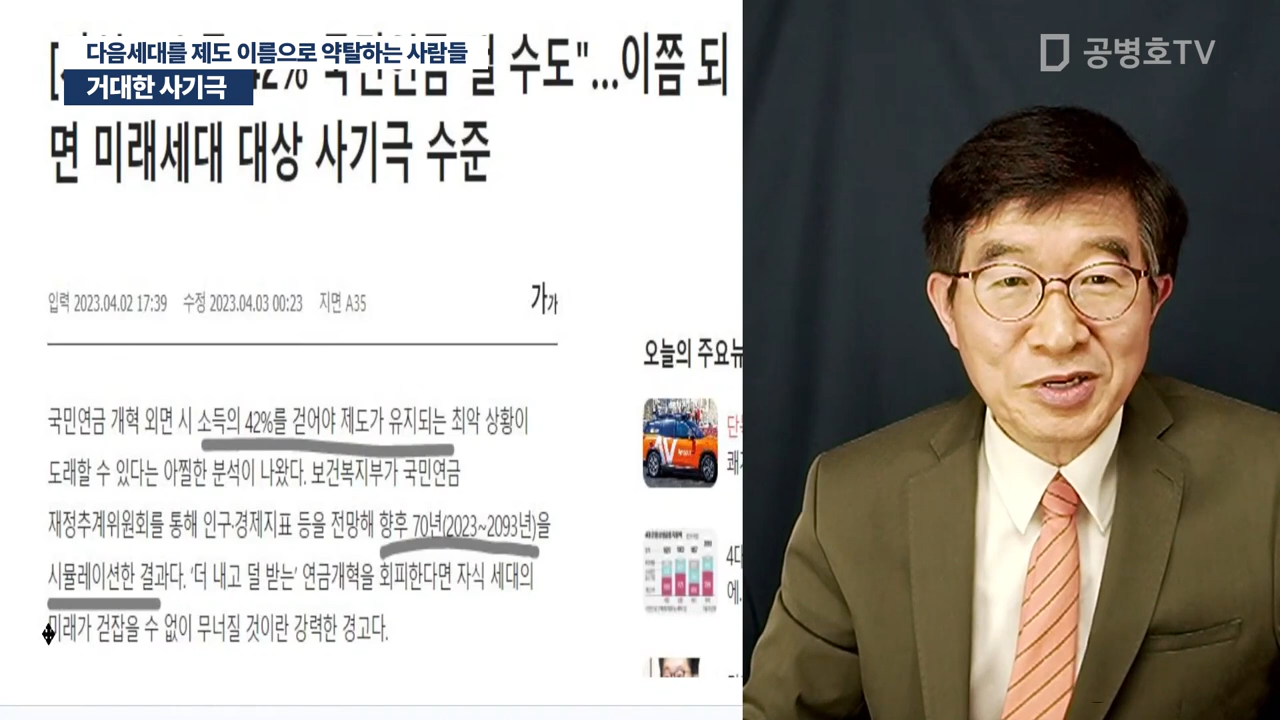 다음세대를 제도 이름으로 약탈하는 사람들
거대한 사기극
수도"...이쯤 되
면 미래세대 대상 사기극 수준
공병호TV
입력 2023.04.02 17:39 수정 2023.04.03 00:23 지면 A35
가가
국민연금 개혁 외면 시 소득의 42%를 걷어야 제도가 유지되는 최악 상황이
도래할 수 있다는 아찔한 분석이 나왔다. 보건복지부가 국민연금
재정추계위원회를 통해 인구·경제지표 등을 전망해 향후 70년(2023~2093년)을
시뮬레이션한 결과다. '더 내고 덜 받는' 연금개혁을 회피한다면 자식 세대의
미래가 걷잡을 수 없이 무너질 것이란 강력한 경고다.
오늘의 주요뉴
단독
4대
에.